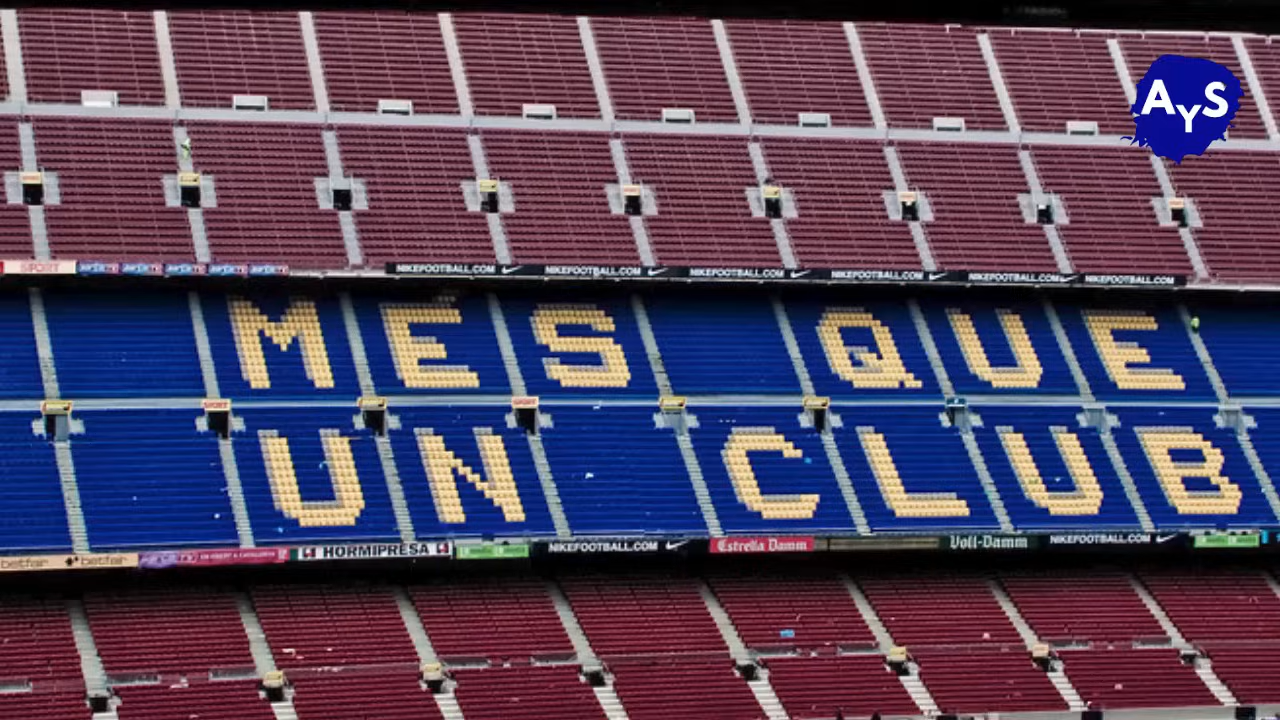 AYS
SPORT
NIKEFOOTBALL.COM NIKEFOOTBALL.COM NIKEFOOTBALL.COM NIKEFOOTBALL.COM NIKEFOOTBALL.COM NIKEFOOTBALL.COM
MÉS QUE
UN CLUB
betfair betfair HORMIPRESA NIKEFOOTBALL.COM Estrella Damm Voll-Damm NIKEFOOTBALL.COM